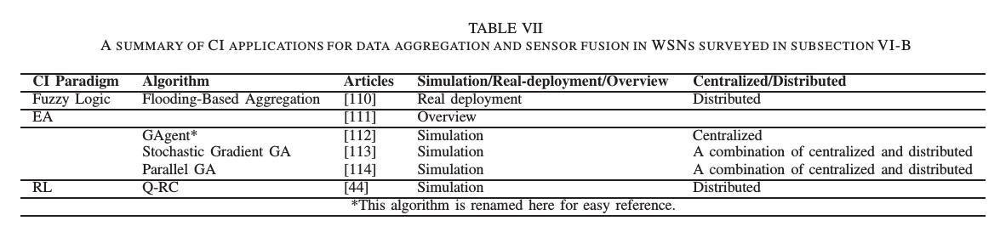 TABLE VII
A SUMMARY OF CI APPLICATIONS FOR DATA AGGREGATION AND SENSOR FUSION IN WSNS SURVEYED IN SUBSECTION VI-B
CI Paradigm Algorithm Articles Simulation/Real-deployment/Overview Centralized/Distributed
Fuzzy Logic Flooding-Based Aggregation [110] Real deployment Distributed
EA [111] Overview
GAgent* [112] Simulation Centralized
Stochastic Gradient GA [113] Simulation A combination of centralized and distributed
Parallel GA [114] Simulation A combination of centralized and distributed
RL Q-RC [44] Simulation Distributed
*This algorithm is renamed here for easy reference.